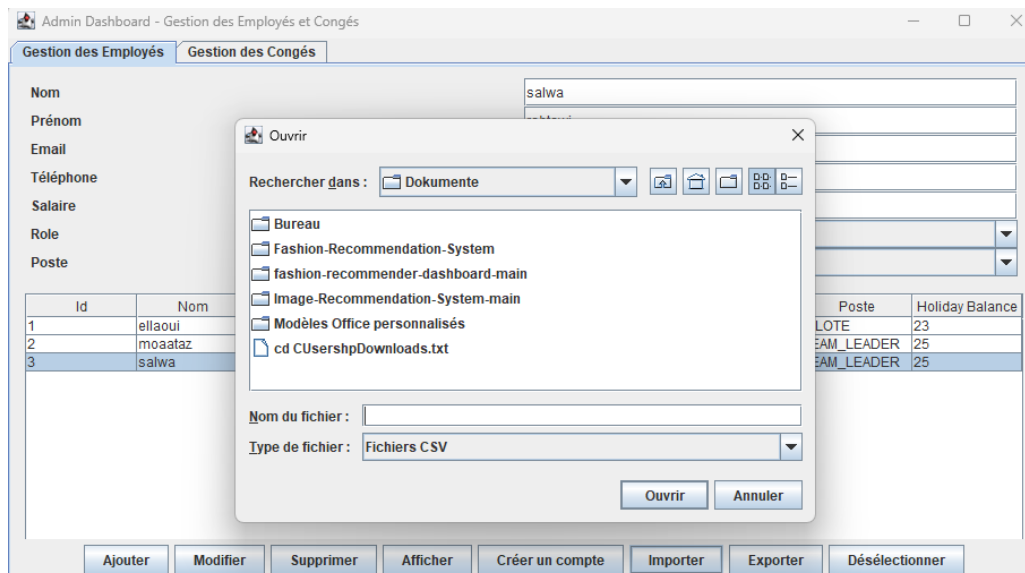 Admin Dashboard - Gestion des Employés et Congés
Gestion des Employés Gestion des Congés
Nom salwa
Prénom
Ouvrir
Email
Rechercher dans : Dokumente
Téléphone
Salaire
Bureau
Role
Fashion-Recommendation-System
Poste
fashion-recommender-dashboard-main
Image-Recommendation-System-main
Id Nom Poste Holiday Balance
Modèles Office personnalisés
1 ellaoui 23
cd CUsershpDownloads.txt
2 moaataz EAM_LEADER 25
3 salwa EAM_LEADER 25
Nom du fichier :
Type de fichier : Fichiers CSV
Ouvrir Annuler
Ajouter Modifier Supprimer Afficher Créer un compte Importer Exporter Désélectionner